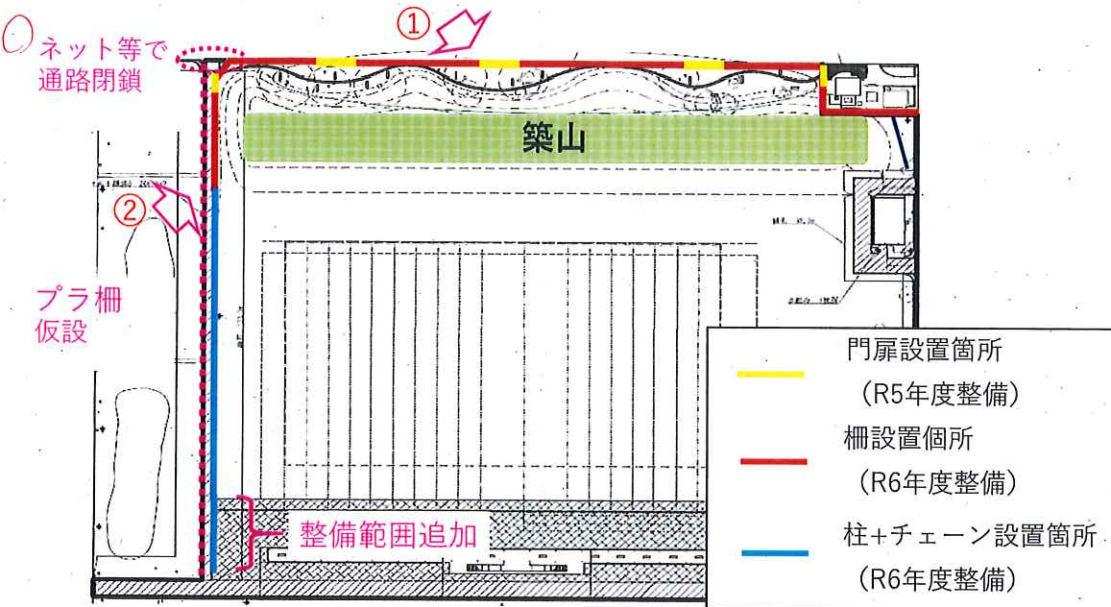 ①
ネット等で
通路閉鎖
築山
②
プラ柵
仮設
整備範囲追加
門扉設置箇所
(R5年度整備)
柵設置個所
(R6年度整備)
柱+チェーン設置箇所
(R6年度整備)